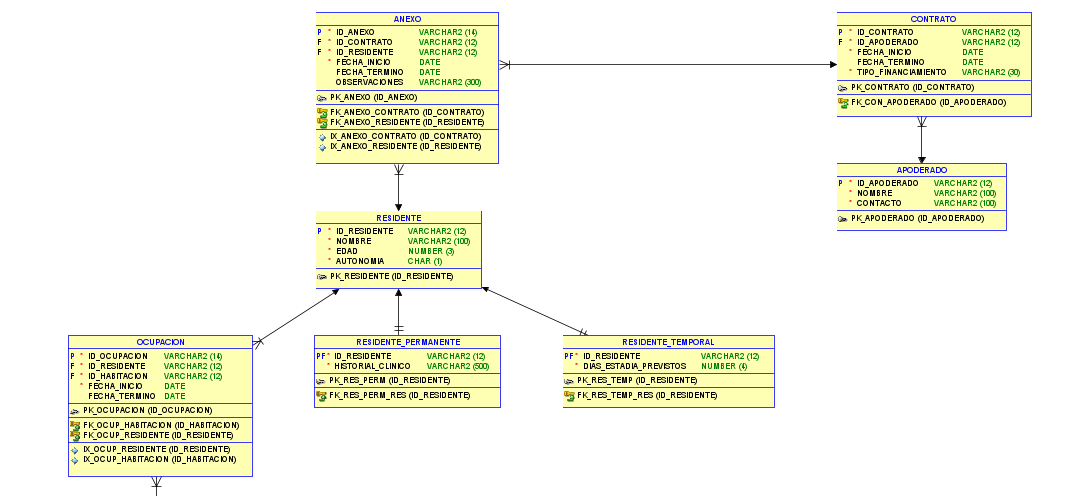 ANEXO
P * ID_ANEXO VARCHAR2 (14)
F * ID_CONTRATO VARCHAR2 (12)
F * ID_RESIDENTE VARCHAR2 (12)
* FECHA_INICIO DATE
FECHA_TERMINO DATE
OBSERVACIONES VARCHAR2 (300)
PK_ANEXO (ID_ANEXO)
FK_ANEXO_CONTRATO (ID_CONTRATO)
FK_ANEXO_RESIDENTE (ID_RESIDENTE)
IX_ANEXO_CONTRATO (ID_CONTRATO)
IX_ANEXO_RESIDENTE (ID_RESIDENTE)
CONTRATO
P * ID_CONTRATO VARCHAR2 (12)
F * ID_APODERADO VARCHAR2 (12)
* FECHA_INICIO DATE
FECHA_TERMINO DATE
* TIPO_FINANCIAMIENTO VARCHAR2 (30)
PK_CONTRATO (ID_CONTRATO)
FK_CON_APODERADO (ID_APODERADO)
APODERADO
P * ID_APODERADO VARCHAR2 (12)
* NOMBRE VARCHAR2 (100)
* CONTACTO VARCHAR2 (100)
PK_APODERADO (ID_APODERADO)
RESIDENTE
P * ID_RESIDENTE VARCHAR2 (12)
* NOMBRE VARCHAR2 (100)
* EDAD NUMBER (3)
* AUTONOMIA CHAR (1)
PK_RESIDENTE (ID_RESIDENTE)
OCUPACION
P * ID_OCUPACION VARCHAR2 (14)
F * ID_RESIDENTE VARCHAR2 (12)
F * ID_HABITACION VARCHAR2 (12)
* FECHA_INICIO DATE
FECHA_TERMINO DATE
PK_OCUPACION (ID_OCUPACION)
FK_OCUP_HABITACION (ID_HABITACION)
FK_OCUP_RESIDENTE (ID_RESIDENTE)
IX_OCUP_RESIDENTE (ID_RESIDENTE)
IX_OCUP_HABITACION (ID_HABITACION)
RESIDENTE_PERMANENTE
PF * ID_RESIDENTE VARCHAR2 (12)
* HISTORIAL_CLINICO VARCHAR2 (500)
PK_RES_PERM (ID_RESIDENTE)
FK_RES_PERM_RES (ID_RESIDENTE)
RESIDENTE_TEMPORAL
PF * ID_RESIDENTE VARCHAR2 (12)
* DIAS_ESTADIA_PREVISTOS NUMBER (4)
PK_RES_TEMP (ID_RESIDENTE)
FK_RES_TEMP_RES (ID_RESIDENTE)